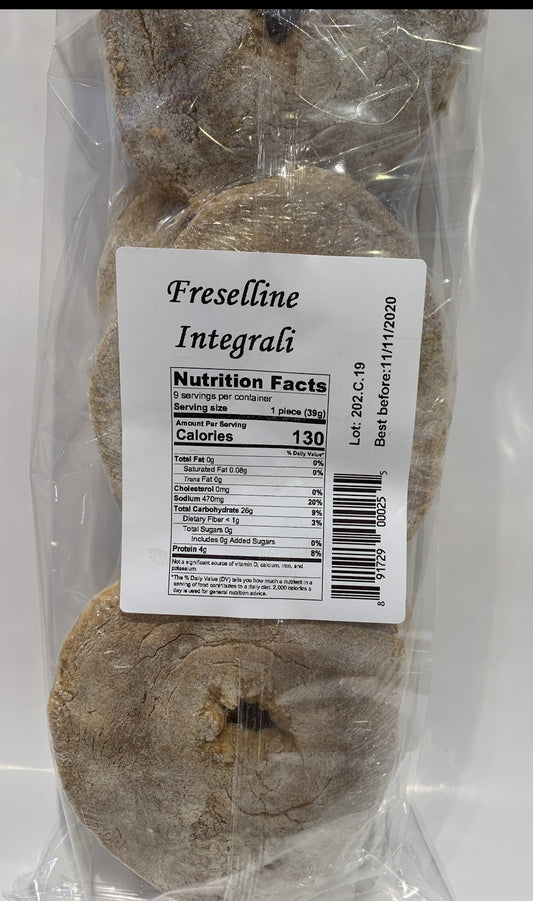 Freselline
Integrali
Nutrition Facts
9 servings per container
Serving size 1 piece (39g)
Amount Per Serving
Calories 130
% Daily Value*
Total Fat 0g 0%
Saturated Fat 0.08g 0%
Trans Fat 0g
Cholesterol 0mg 0%
Sodium 470mg 20%
Total Carbohydrate 26g 9%
Dietary Fiber < 1g 3%
Total Sugars 0g
Includes 0g Added Sugars 0%
Protein 4g 8%
Not a significant source of vitamin D, calcium, iron, and
potassium
*The % Daily Value (DV) tells you how much a nutrient in a
serving of food contributes to a daily diet. 2,000 calories a
day is used for general nutrition advice.
Lot: 202.C.19
Best before:11/11/2020
8 91729 00025 5